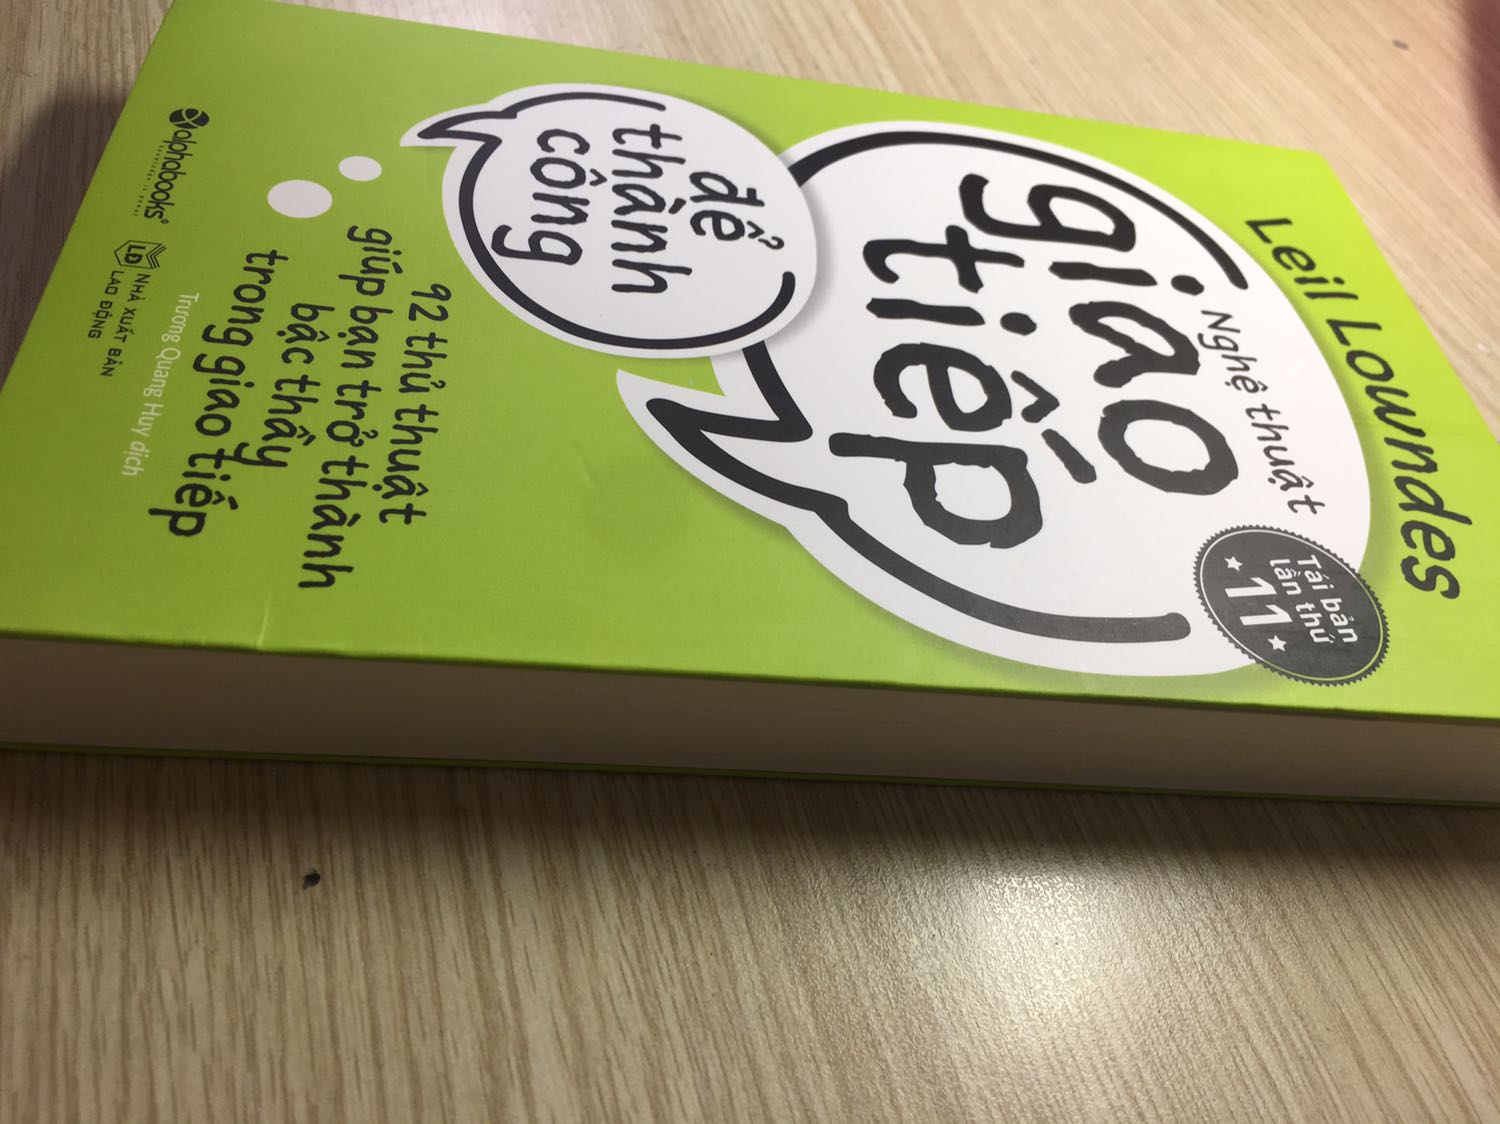 Leil Lowndes
Nghệ thuật
giao
tiếp
Tái bản
lần thứ
11
để
thành
công
92 thủ thuật
giúp bạn trở thành
bậc thầy
trong giao tiếp
Trương Quang Huy dịch
alphabooks®
LĐ
NHÀ XUẤT BẢN
LAO ĐỘNG